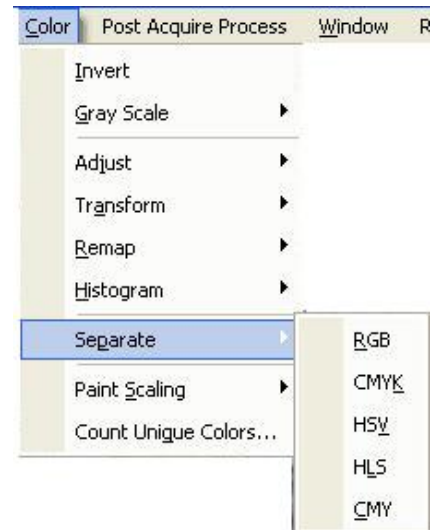 Color Post Acquire Process Window R
Invert
Gray Scale
Adjust
Transform
Remap
Histogram
Separate
RGB
Paint Scaling
CMYK
Count Unigue Colors...
HSV
HLS
CMY